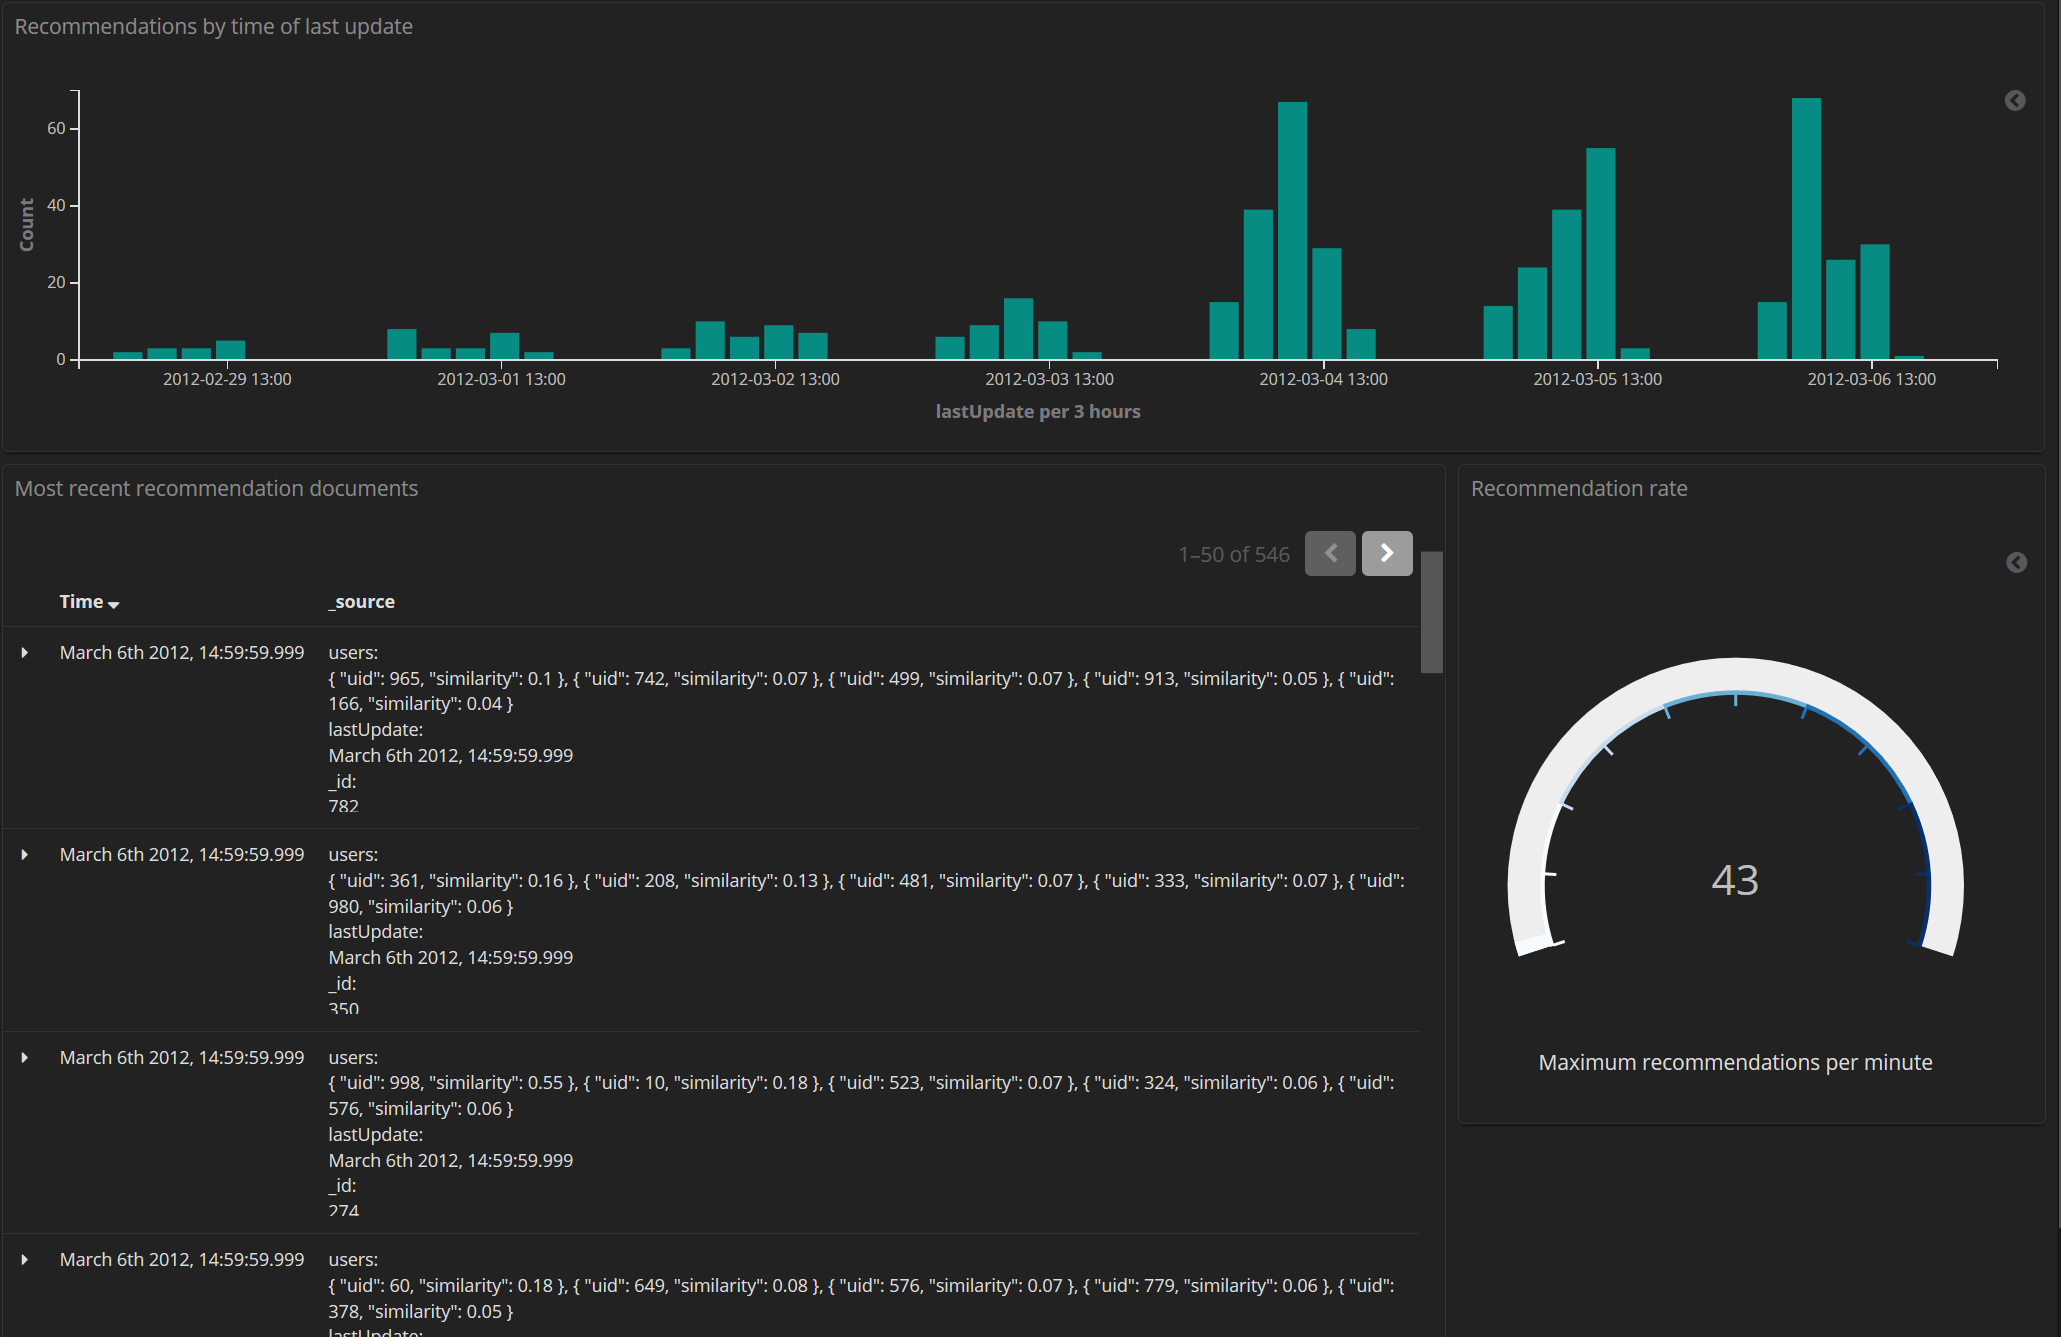 Recommendations by time of last update
60
40
20
0
Count
2012-02-29 13:00
2012-03-01 13:00
2012-03-02 13:00
2012-03-03 13:00
2012-03-04 13:00
2012-03-05 13:00
2012-03-06 13:00
lastUpdate per 3 hours
Most recent recommendation documents
1–50 of 546
Time
_source
March 6th 2012, 14:59:59.999
users:
{ "uid": 965, "similarity": 0.1 }, { "uid": 742, "similarity": 0.07 }, { "uid": 499, "similarity": 0.07 }, { "uid": 913, "similarity": 0.05 }, { "uid":
166, "similarity": 0.04 }
lastUpdate:
March 6th 2012, 14:59:59.999
_id:
782
March 6th 2012, 14:59:59.999
users:
{ "uid": 361, "similarity": 0.16 }, { "uid": 208, "similarity": 0.13 }, { "uid": 481, "similarity": 0.07 }, { "uid": 333, "similarity": 0.07 }, { "uid":
980, "similarity": 0.06 }
lastUpdate:
March 6th 2012, 14:59:59.999
_id:
350
March 6th 2012, 14:59:59.999
users:
{ "uid": 998, "similarity": 0.55 }, { "uid": 10, "similarity": 0.18 }, { "uid": 523, "similarity": 0.07 }, { "uid": 324, "similarity": 0.06 }, { "uid":
576, "similarity": 0.06 }
lastUpdate:
March 6th 2012, 14:59:59.999
_id:
274
March 6th 2012, 14:59:59.999
users:
{ "uid": 60, "similarity": 0.18 }, { "uid": 649, "similarity": 0.08 }, { "uid": 576, "similarity": 0.07 }, { "uid": 779, "similarity": 0.06 }, { "uid":
378, "similarity": 0.05 }
lastUpdate:
Recommendation rate
43
Maximum recommendations per minute